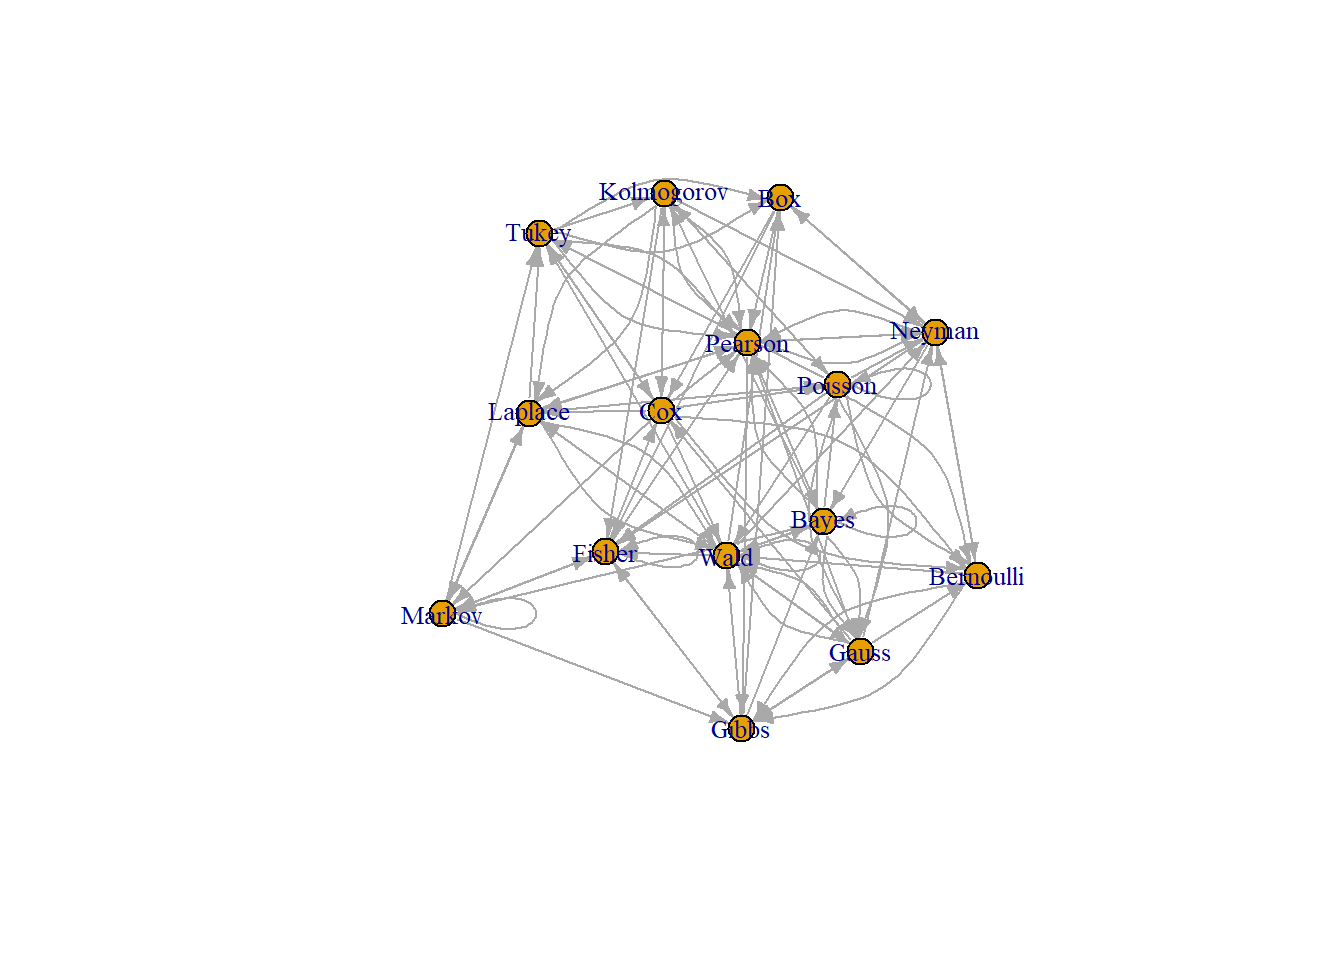 Kolmogorov
Box
Tukey
Neyman
Pearson
Poisson
Laplace
Cox
Bayes
Fisher
Wald
Bernoulli
Markov
Gauss
Gibbs